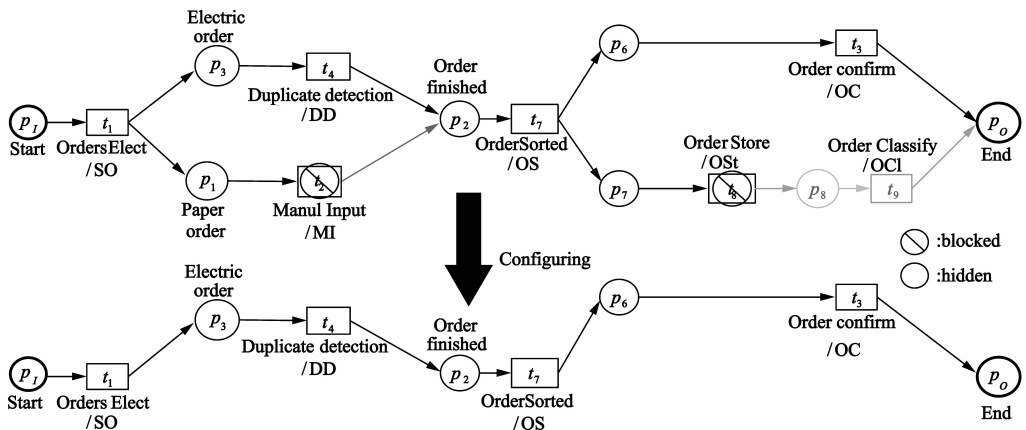 Electric
order
p3
t4
Duplicate detection
/DD
Order
finished
p2
pI
Start
t1
OrdersElect
/SO
p1
Paper
order
t2
Manul Input
/MI
t7
OrderSorted
/OS
p6
t3
Order confirm
/OC
pO
End
p7
Order Store
/OSt
t8
p8
Order Classify
/OCl
t9
:blocked
:hidden
Configuring
Electric
order
p3
t4
Duplicate detection
/DD
Order
finished
p2
pI
Start
t1
Orders Elect
/SO
t7
OrderSorted
/OS
p6
t3
Order confirm
/OC
pO
End